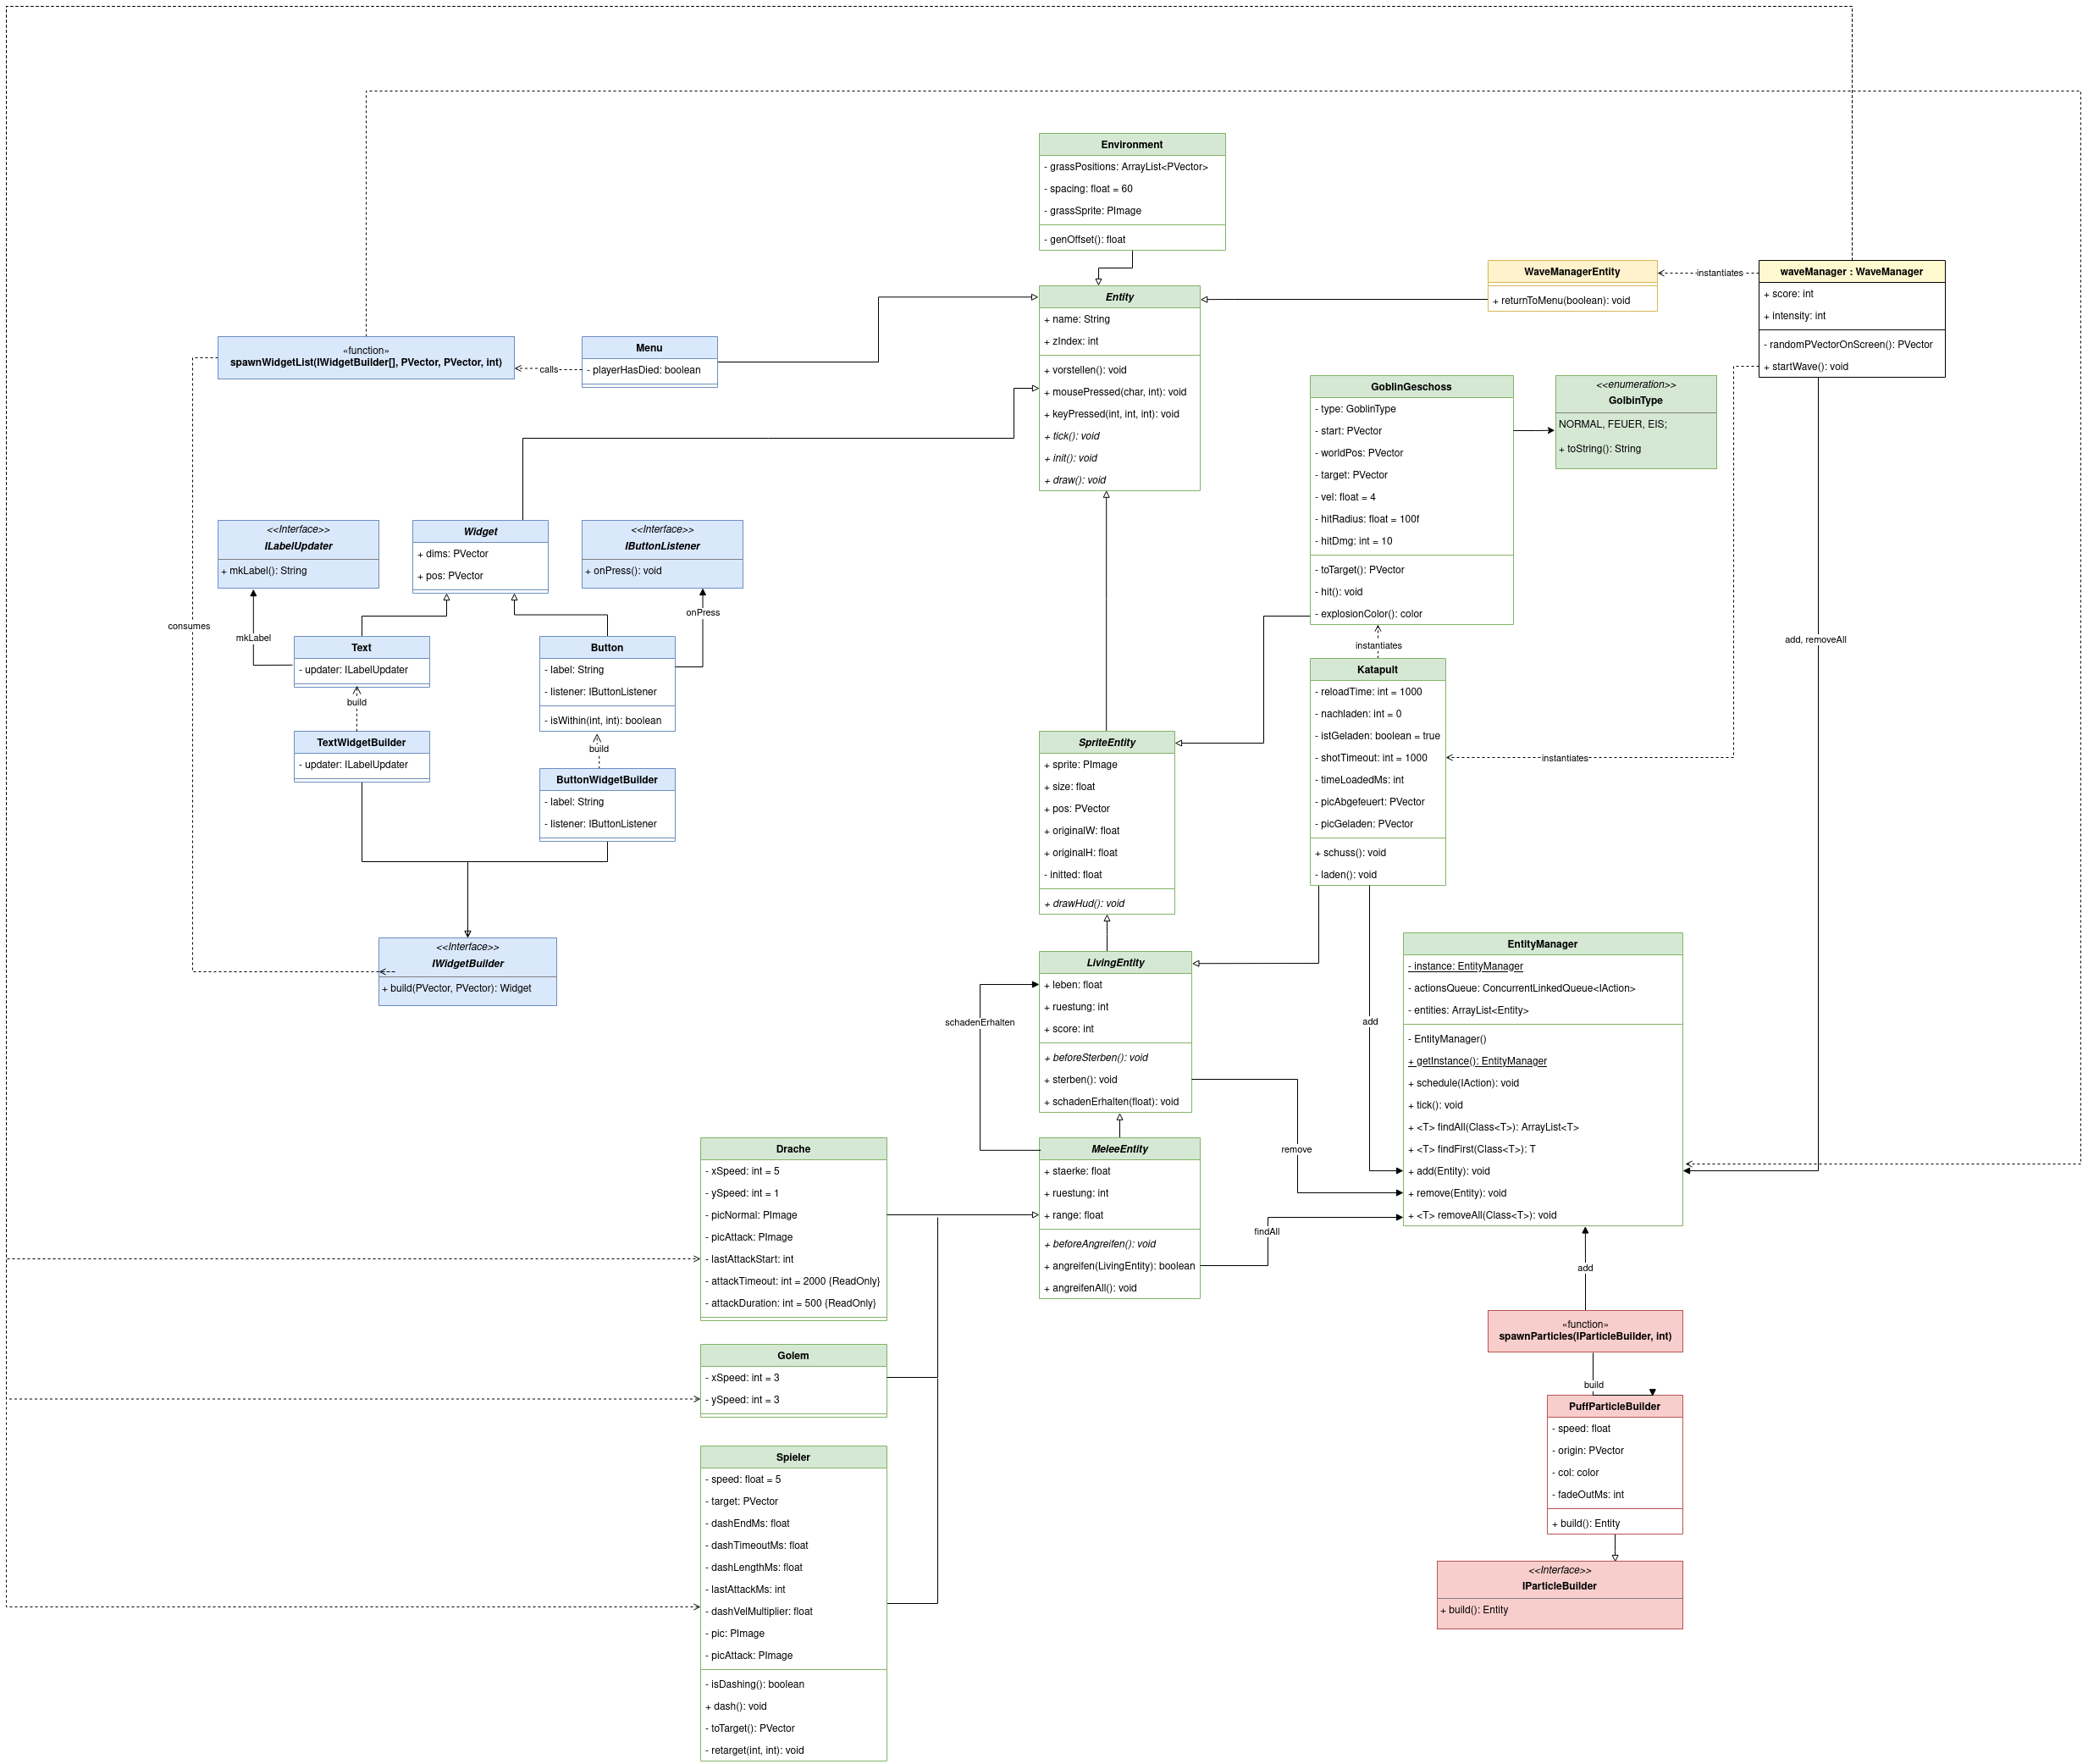 Environment
- grassPositions: ArrayList<PVector>
- spacing: float = 60
- grassSprite: PImage
- genOffset(): float
WaveManagerEntity
+ returnToMenu(boolean): void
instantiates
waveManager : WaveManager
+ score: int
+ intensity: int
- randomPVectorOnScreen(): PVector
+ startWave(): void
Entity
+ name: String
+ zIndex: int
+ vorstellen(): void
+ mousePressed(char, int): void
+ keyPressed(int, int, int): void
+ tick(): void
+ init(): void
+ draw(): void
«function»
spawnWidgetList(IWidgetBuilder[], PVector, PVector, int)
calls
Menu
- playerHasDied: boolean
GoblinGeschoss
- type: GoblinType
- start: PVector
- worldPos: PVector
- target: PVector
- vel: float = 4
- hitRadius: float = 100f
- hitDmg: int = 10
- toTarget(): PVector
- hit(): void
- explosionColor(): color
<<enumeration>>
GolbinType
NORMAL, FEUER, EIS;
+ toString(): String
<<Interface>>
ILabelUpdater
+ mkLabel(): String
Widget
+ dims: PVector
+ pos: PVector
<<Interface>>
IButtonListener
+ onPress(): void
consumes
mkLabel
onPress
add, removeAll
Text
- updater: ILabelUpdater
build
Button
- label: String
- listener: IButtonListener
- isWithin(int, int): boolean
build
instantiates
Katapult
- reloadTime: int = 1000
- nachladen: int = 0
- istGeladen: boolean = true
- shotTimeout: int = 1000
- timeLoadedMs: int
- picAbgefeuert: PVector
- picGeladen: PVector
+ schuss(): void
- laden(): void
instantiates
TextWidgetBuilder
- updater: ILabelUpdater
ButtonWidgetBuilder
- label: String
- listener: IButtonListener
SpriteEntity
+ sprite: PImage
+ size: float
+ pos: PVector
+ originalW: float
+ originalH: float
- initted: float
+ drawHud(): void
<<Interface>>
IWidgetBuilder
+ build(PVector, PVector): Widget
LivingEntity
+ leben: float
+ ruestung: int
+ score: int
+ beforeSterben(): void
+ sterben(): void
+ schadenErhalten(float): void
schadenErhalten
add
EntityManager
- instance: EntityManager
- actionsQueue: ConcurrentLinkedQueue<IAction>
- entities: ArrayList<Entity>
- EntityManager()
+ getInstance(): EntityManager
+ schedule(IAction): void
+ tick(): void
+ <T> findAll(Class<T>): ArrayList<T>
+ <T> findFirst(Class<T>): T
+ add(Entity): void
+ remove(Entity): void
+ <T> removeAll(Class<T>): void
remove
findAll
Drache
- xSpeed: int = 5
- ySpeed: int = 1
- picNormal: PImage
- picAttack: PImage
- lastAttackStart: int
- attackTimeout: int = 2000 {ReadOnly}
- attackDuration: int = 500 {ReadOnly}
MeleeEntity
+ staerke: float
+ ruestung: int
+ range: float
+ beforeAngreifen(): void
+ angreifen(LivingEntity): boolean
+ angreifenAll(): void
add
«function»
spawnParticles(IParticleBuilder, int)
build
Golem
- xSpeed: int = 3
- ySpeed: int = 3
PuffParticleBuilder
- speed: float
- origin: PVector
- col: color
- fadeOutMs: int
+ build(): Entity
Spieler
- speed: float = 5
- target: PVector
- dashEndMs: float
- dashTimeoutMs: float
- dashLengthMs: float
- lastAttackMs: int
- dashVelMultiplier: float
- pic: PImage
- picAttack: PImage
- isDashing(): boolean
+ dash(): void
- toTarget(): PVector
- retarget(int, int): void
<<Interface>>
IParticleBuilder
+ build(): Entity